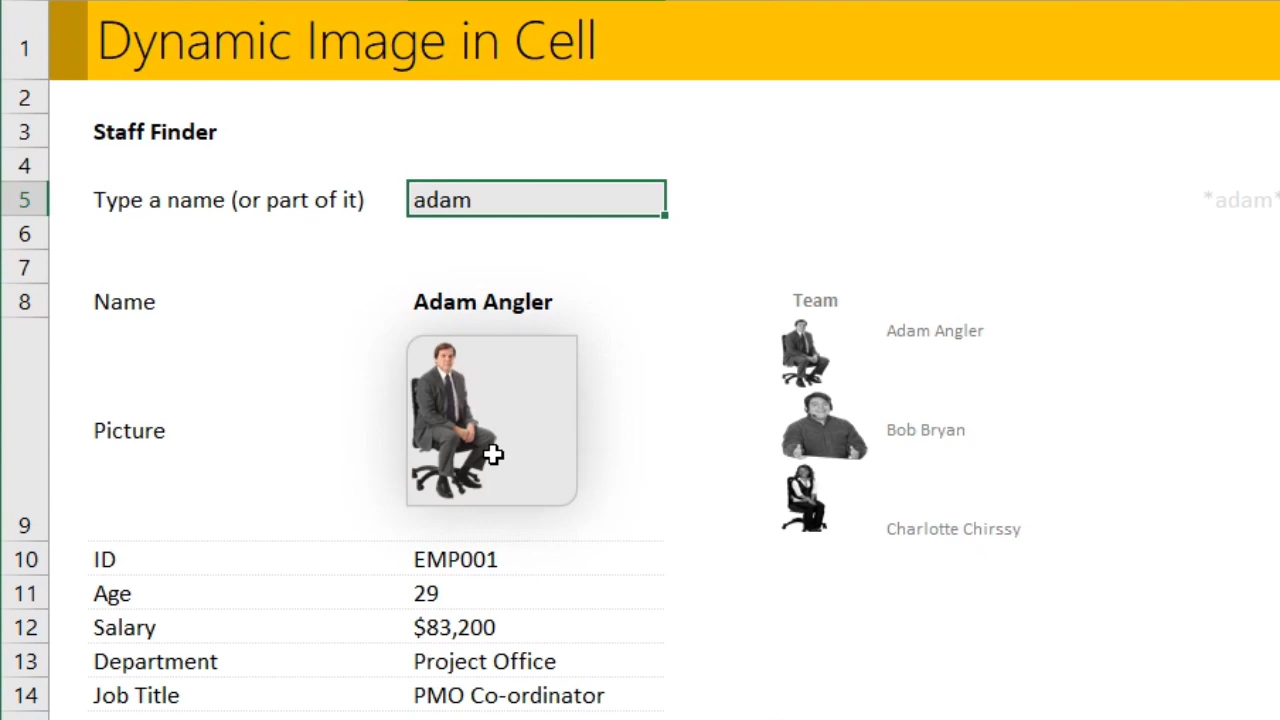 1 Dynamic Image in Cell
2
3 Staff Finder
4
5 Type a name (or part of it) adam *adam*
6
7
8 Name Adam Angler Team
Adam Angler
Picture Bob Bryan
9 Charlotte Chirssy
10 ID EMP001
11 Age 29
12 Salary $83,200
13 Department Project Office
14 Job Title PMO Co-ordinator